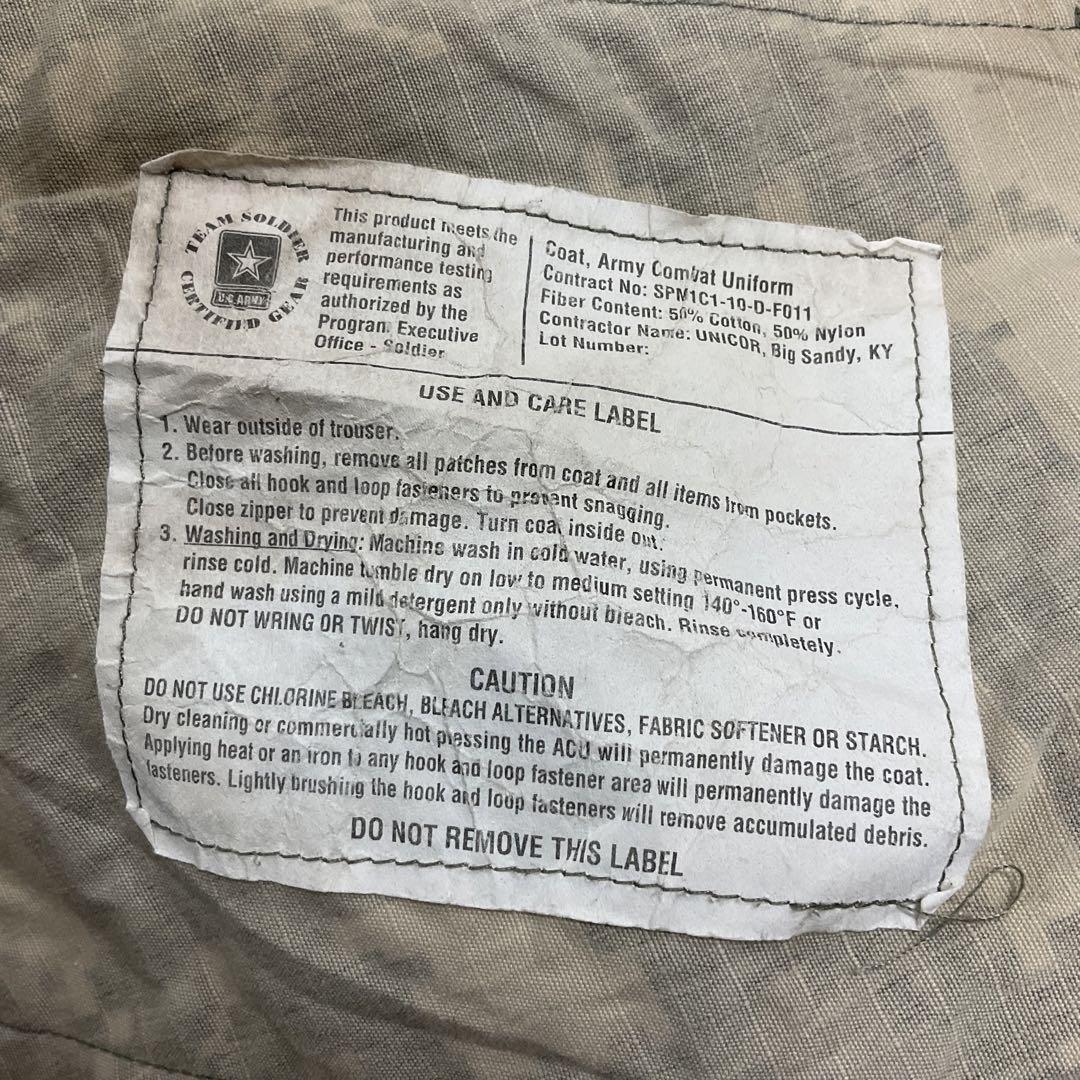 TEAM SOLDIER
U.S. ARMY
CERTIFIED GEAR
This product meets the
manufacturing and
performance testing
requirements as
authorized by the
Program Executive
Office - Soldier
Coat, Army Combat Uniform
Contract No: SPM1C1-10-D-F011
Fiber Content: 50% Cotton, 50% Nylon
Contractor Name: UNICOR, Big Sandy, KY
Lot Number:
USE AND CARE LABEL
1. Wear outside of trouser.
2. Before washing, remove all patches from coat and all items from pockets.
Close all hook and loop fasteners to prevent snagging.
Close zipper to prevent damage. Turn coat inside out.
3. Washing and Drying: Machine wash in cold water, using permanent press cycle,
rinse cold. Machine tumble dry on low to medium setting 140°-160°F or
hand wash using a mild detergent only without bleach. Rinse completely.
DO NOT WRING OR TWIST, hang dry.
CAUTION
DO NOT USE CHLORINE BLEACH, BLEACH ALTERNATIVES, FABRIC SOFTENER OR STARCH.
Dry cleaning or commercially hot pressing the ACU will permanently damage the coat.
Applying heat or an iron to any hook and loop fastener area will permanently damage the
fasteners. Lightly brushing the hook and loop fasteners will remove accumulated debris.
DO NOT REMOVE THIS LABEL